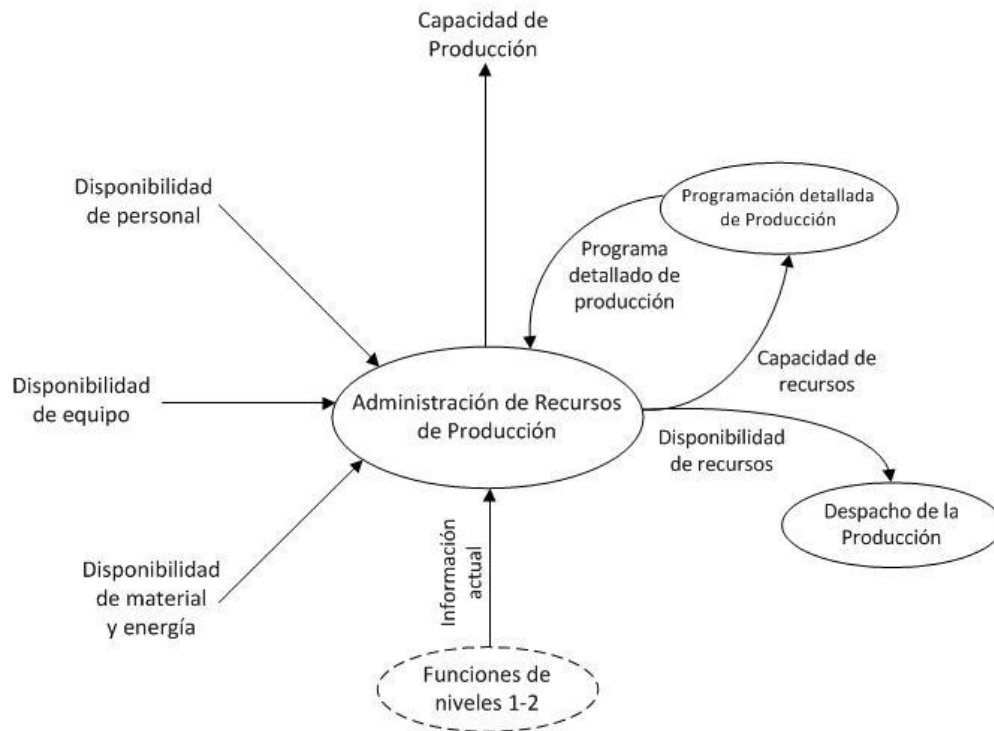 Capacidad de
Producción
Disponibilidad
de personal
Programación detallada
de Producción
Programa
detallado de
producción
Disponibilidad
de equipo
Administración de Recursos
de Producción
Capacidad de
recursos
Disponibilidad
de recursos
Despacho de la
Producción
Disponibilidad
de material
y energía
Información
actual
Funciones de
niveles 1-2